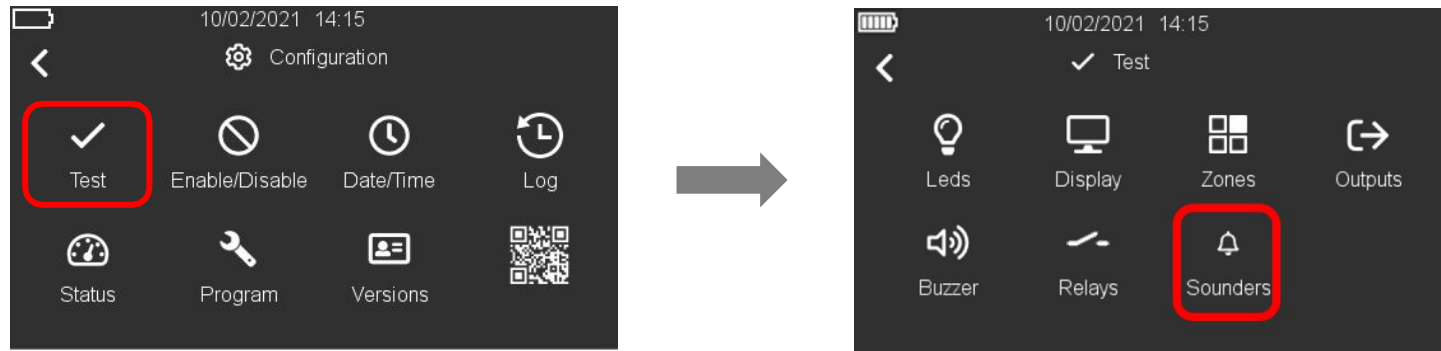 10/02/2021 14:15
Configuration
Test Enable/Disable Date/Time Log
Status Program Versions
10/02/2021 14:15
Test
Leds Display Zones Outputs
Buzzer Relays Sounders